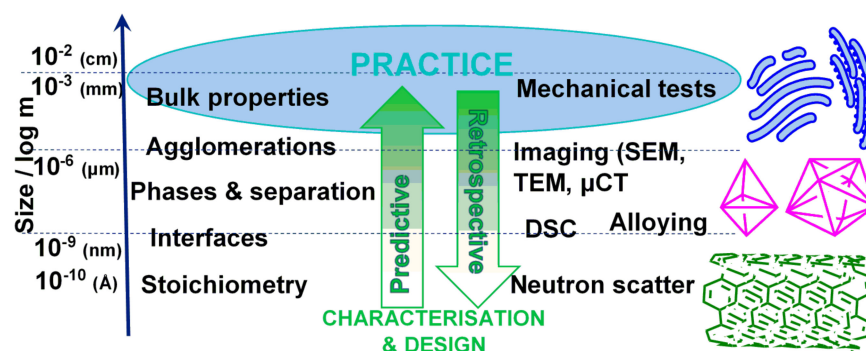 10⁻² (cm)
PRACTICE
10⁻³ (mm)
Bulk properties
Mechanical tests
Agglomerations
Imaging (SEM,
TEM, µCT
10⁻⁶ (µm)
Phases & separation
DSC
Alloying
Interfaces
10⁻⁹ (nm)
10⁻¹⁰ (Å)
Stoichiometry
Neutron scatter
Size / log m
Predictive
Retrospective
CHARACTERISATION
& DESIGN